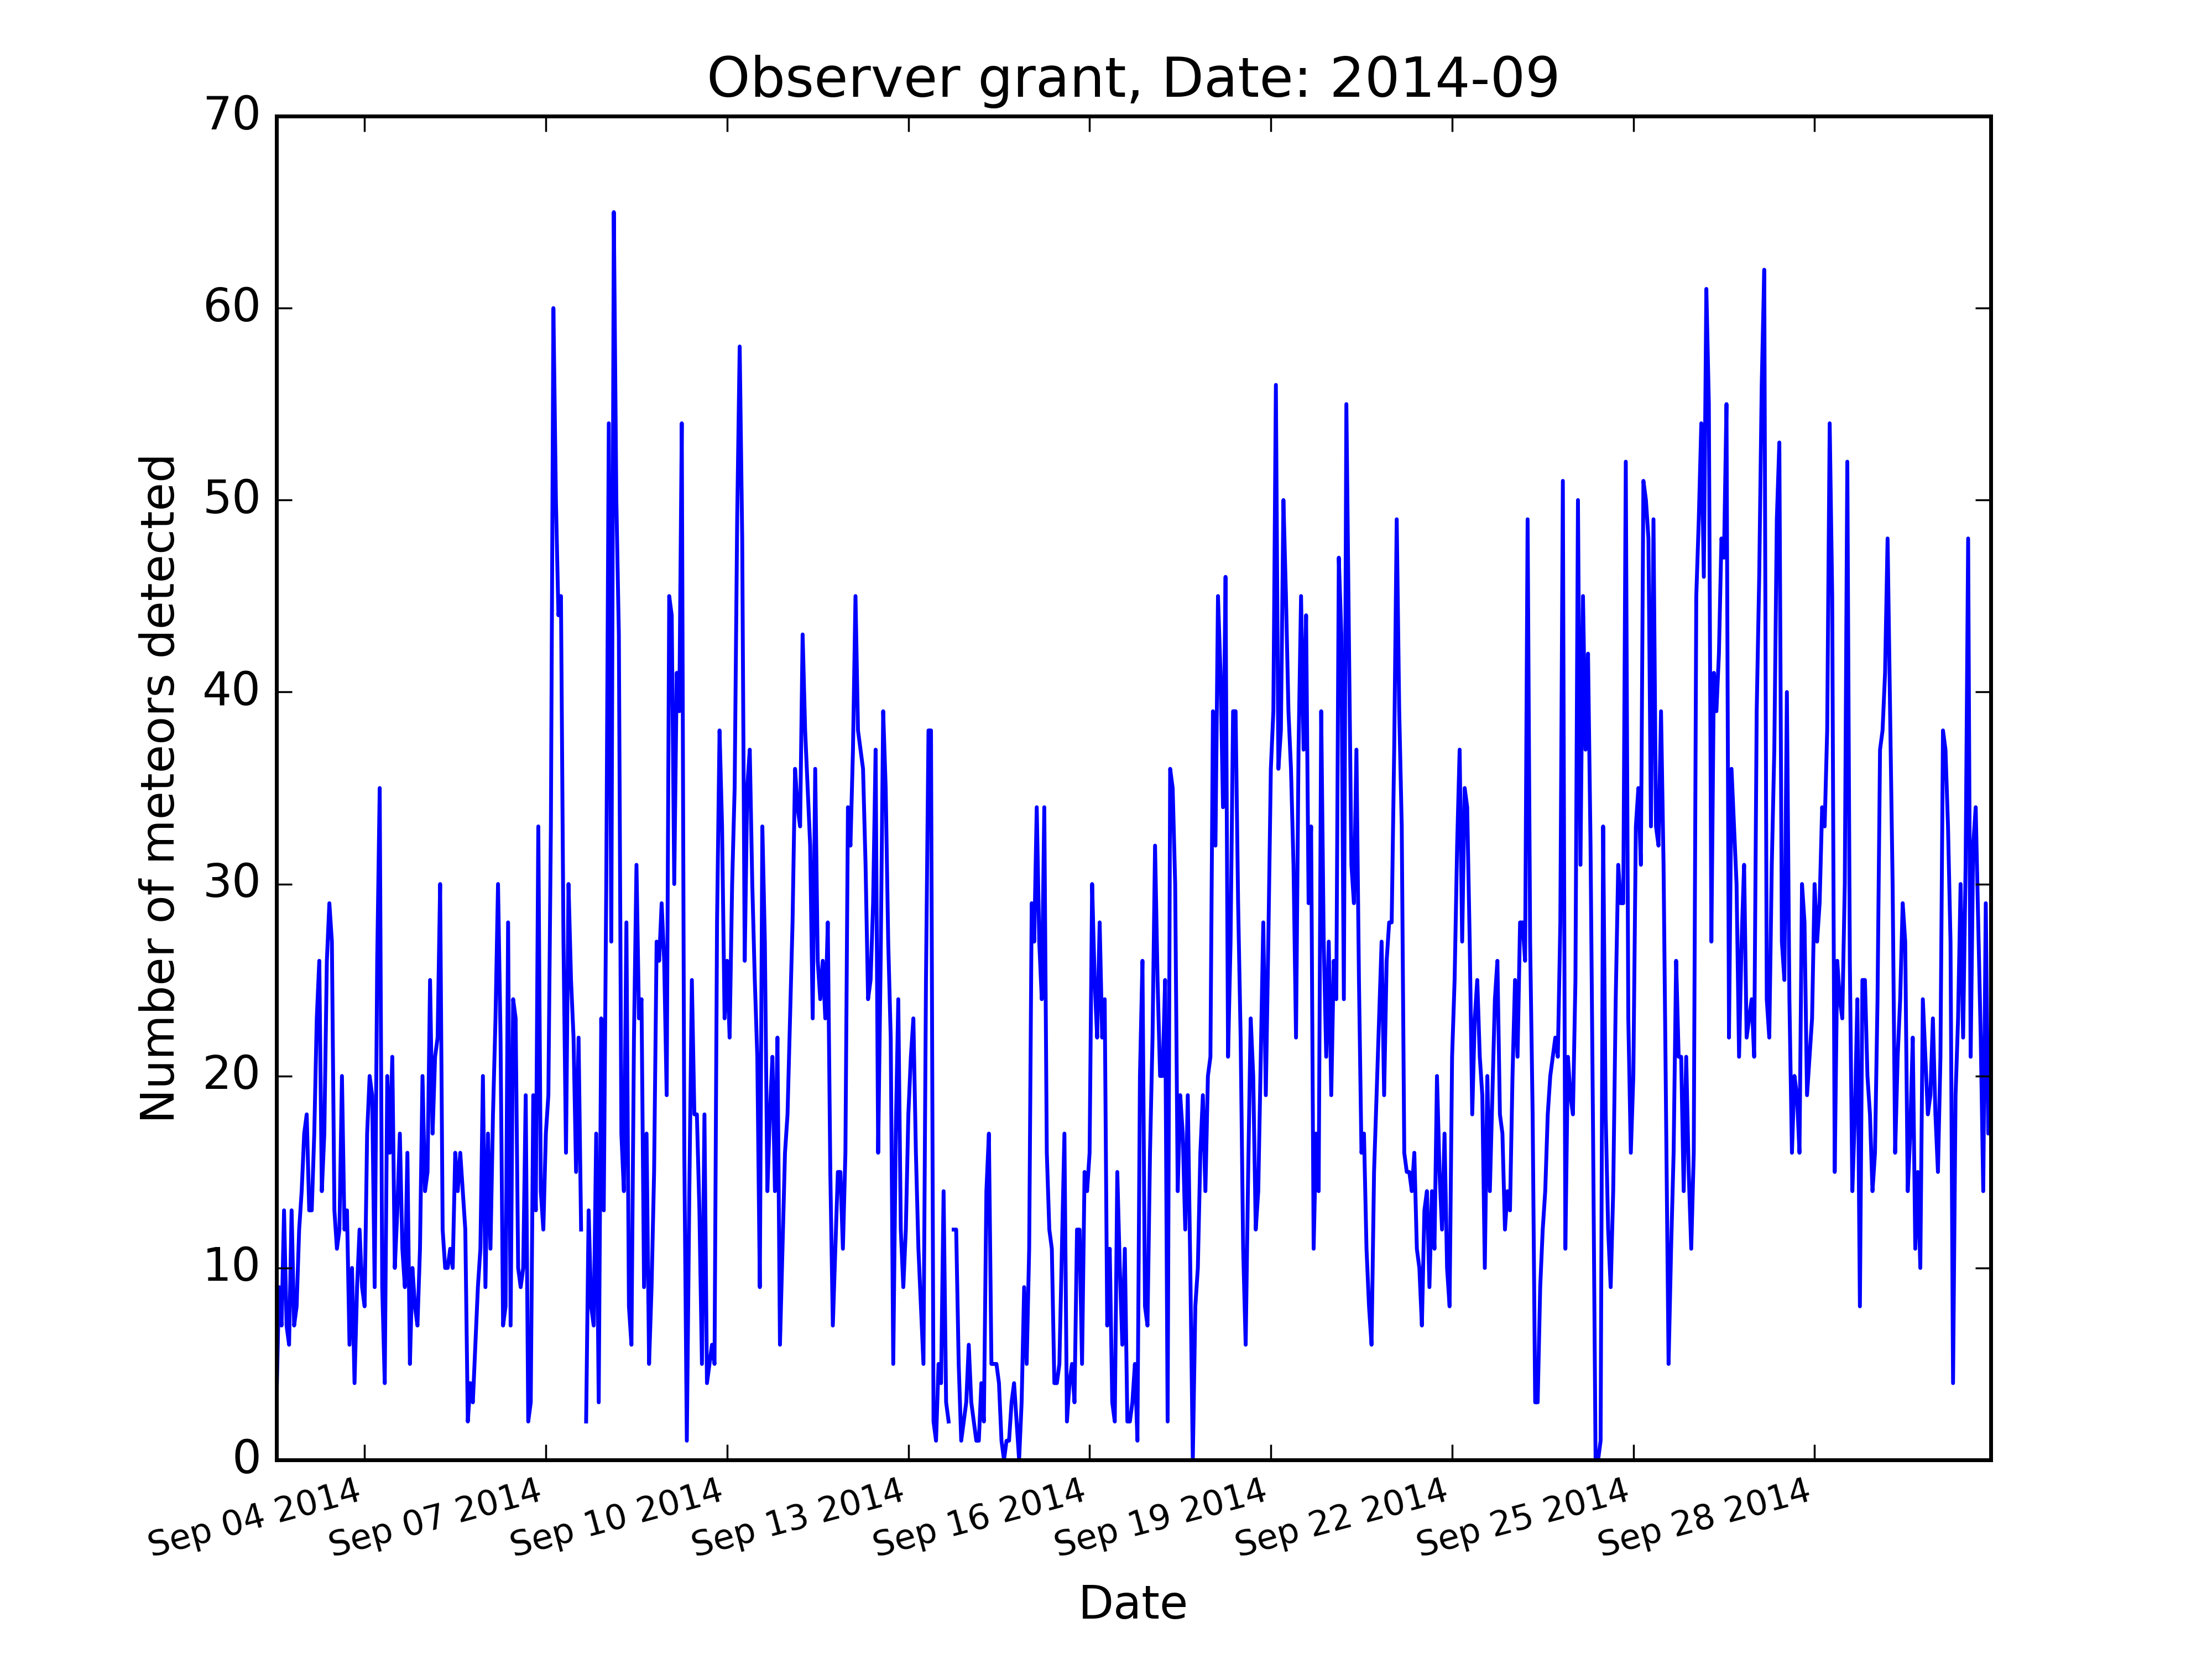 Observer grant, Date: 2014-09
70
60
50
40
30
20
10
0
Number of meteors detected
Sep 04 2014
Sep 07 2014
Sep 10 2014
Sep 13 2014
Sep 16 2014
Sep 19 2014
Sep 22 2014
Sep 25 2014
Sep 28 2014
Date